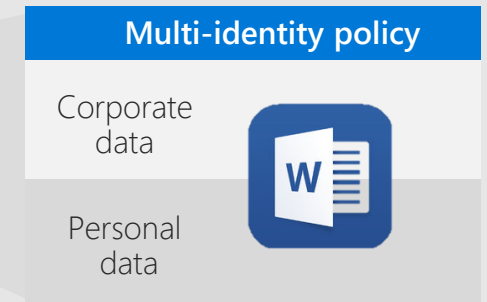 Multi-identity policy
Corporate
data
W
Personal
data